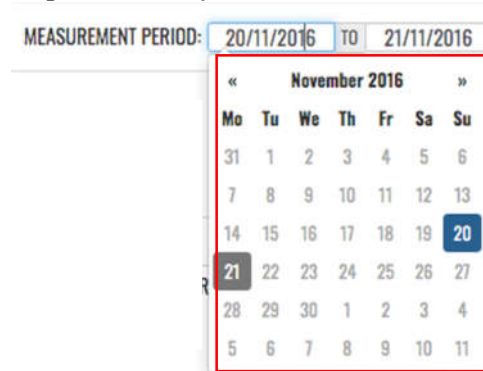 MEASUREMENT PERIOD: 20/11/2016 TO 21/11/2016
« November 2016 »
Mo Tu We Th Fr Sa Su
31 1 2 3 4 5 6
7 8 9 10 11 12 13
14 15 16 17 18 19 20
21 22 23 24 25 26 27
28 29 30 1 2 3 4
5 6 7 8 9 10 11